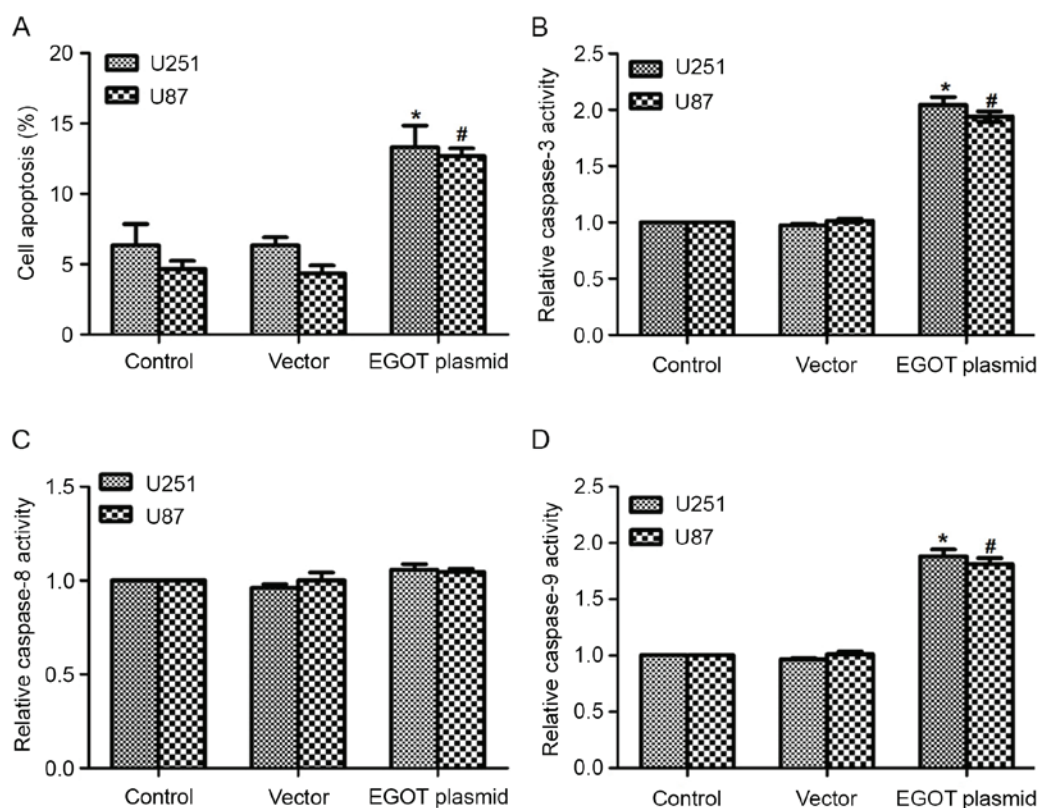 A
Cell apoptosis (%)
20
15
10
5
0
U251
U87
*
#
Control
Vector
EGOT plasmid
B
Relative caspase-3 activity
2.5
2.0
1.5
1.0
0.5
0.0
U251
U87
*
#
Control
Vector
EGOT plasmid
C
Relative caspase-8 activity
1.5
1.0
0.5
0.0
U251
U87
Control
Vector
EGOT plasmid
D
Relative caspase-9 activity
2.5
2.0
1.5
1.0
0.5
0.0
U251
U87
*
#
Control
Vector
EGOT plasmid